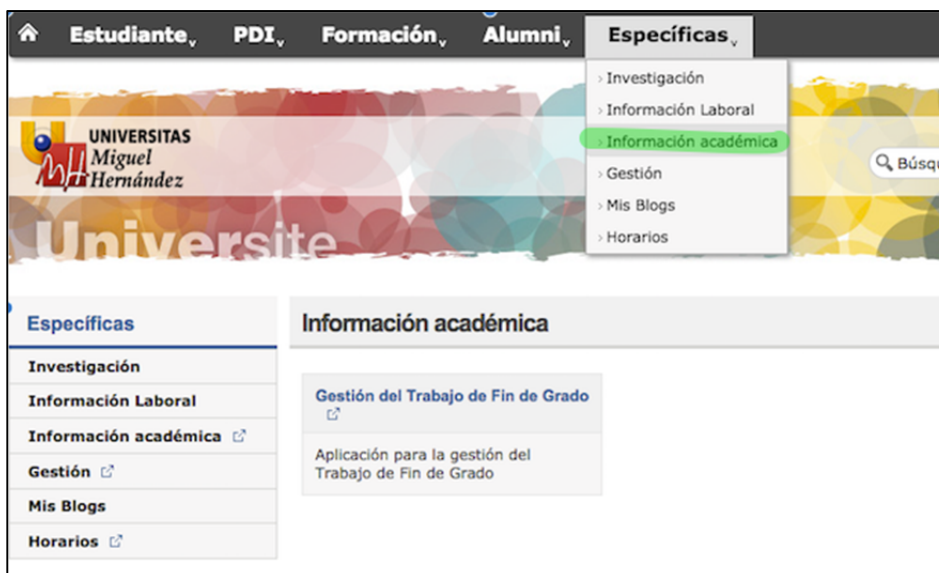 Estudiante
PDI
Formación
Alumni
Específicas
Investigación
Información Laboral
Información académica
Gestión
Mis Blogs
Horarios
UNIVERSITAS
Miguel
Hernández
Búsqu
Universite
Específicas
Investigación
Información Laboral
Información académica
Gestión
Mis Blogs
Horarios
Información académica
Gestión del Trabajo de Fin de Grado
Aplicación para la gestión del
Trabajo de Fin de Grado